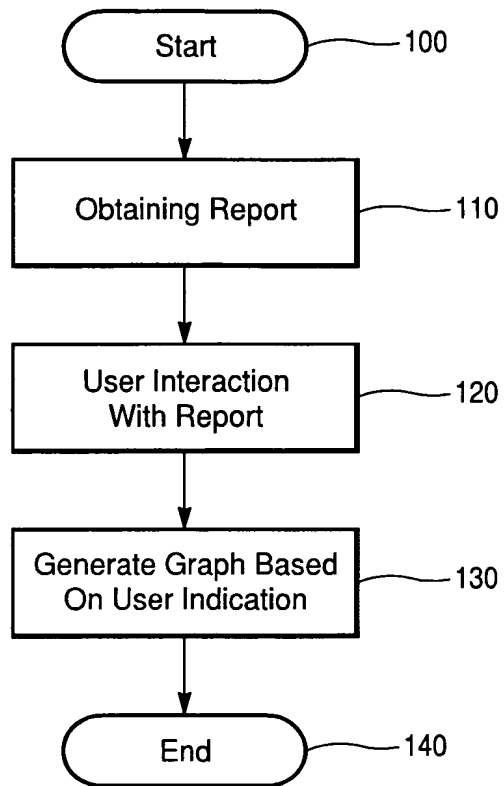 Start
100
Obtaining Report
110
User Interaction
With Report
120
Generate Graph Based
On User Indication
130
End
140